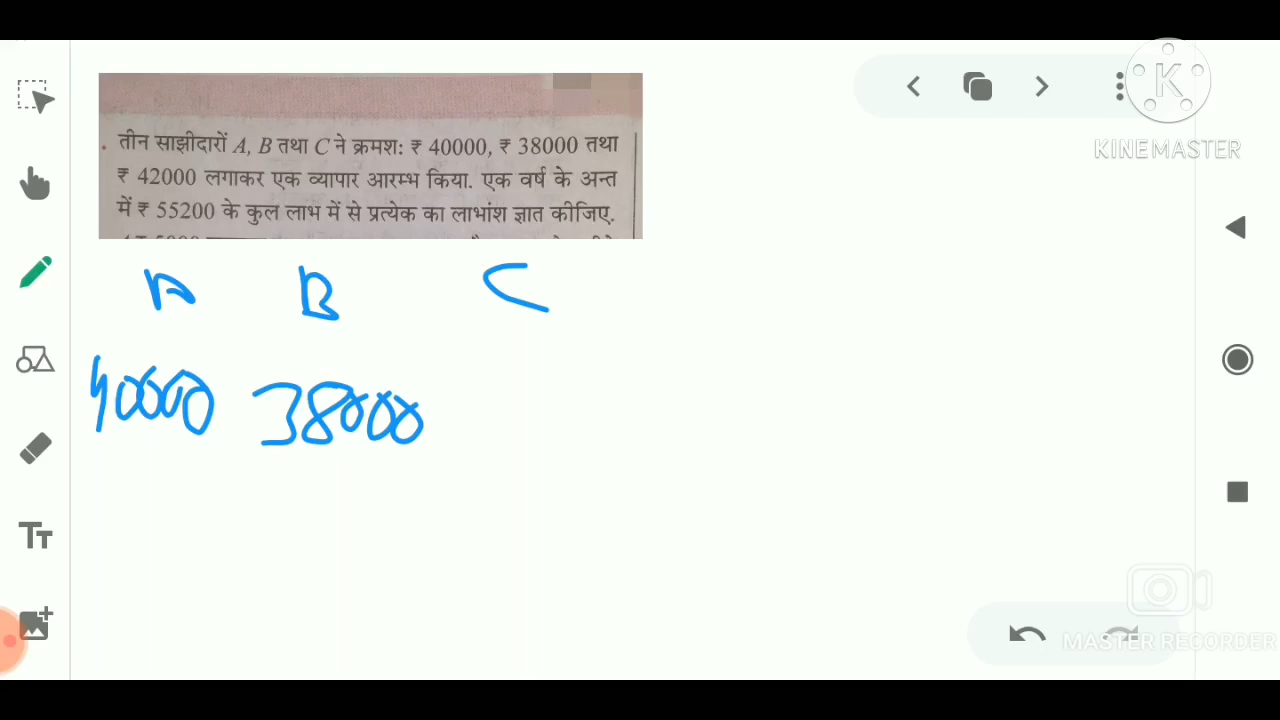 KINEMASTER
. तीन साझीदारों A, B तथा C ने क्रमश: ₹ 40000, ₹ 38000 तथा
₹ 42000 लगाकर एक व्यापार आरम्भ किया. एक वर्ष के अन्त
में ₹ 55200 के कुल लाभ में से प्रत्येक का लाभांश ज्ञात कीजिए.
A B C
40000 38000
TT
MASTER RECORDER